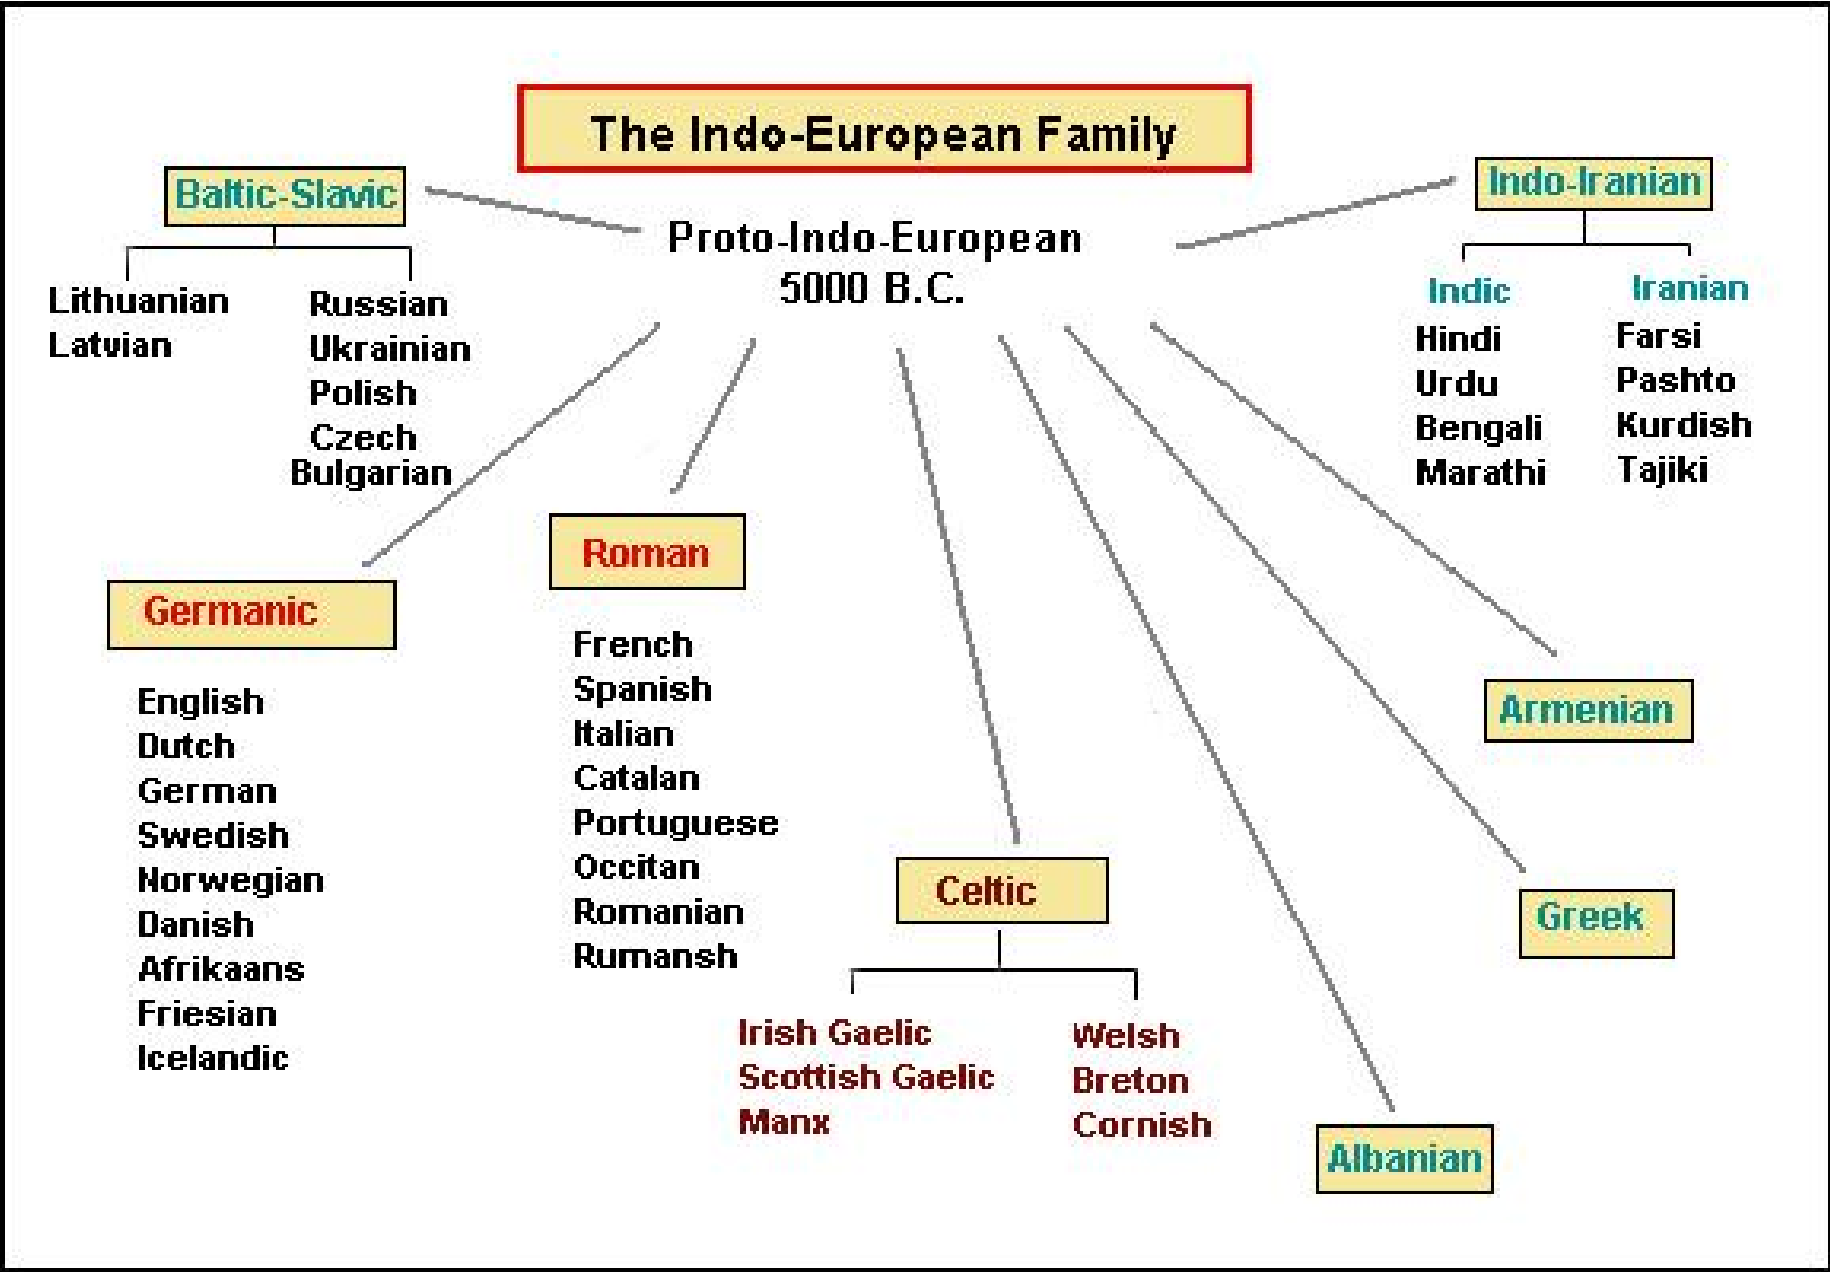 The Indo-European Family
Proto-Indo-European
5000 B.C.
Baltic-Slavic
Lithuanian
Latvian
Russian
Ukrainian
Polish
Czech
Bulgarian
Indo-Iranian
Indic
Hindi
Urdu
Bengali
Marathi
Iranian
Farsi
Pashto
Kurdish
Tajiki
Germanic
English
Dutch
German
Swedish
Norwegian
Danish
Afrikaans
Friesian
Icelandic
Roman
French
Spanish
Italian
Catalan
Portuguese
Occitan
Romanian
Rumansh
Celtic
Irish Gaelic
Scottish Gaelic
Manx
Welsh
Breton
Cornish
Armenian
Greek
Albanian